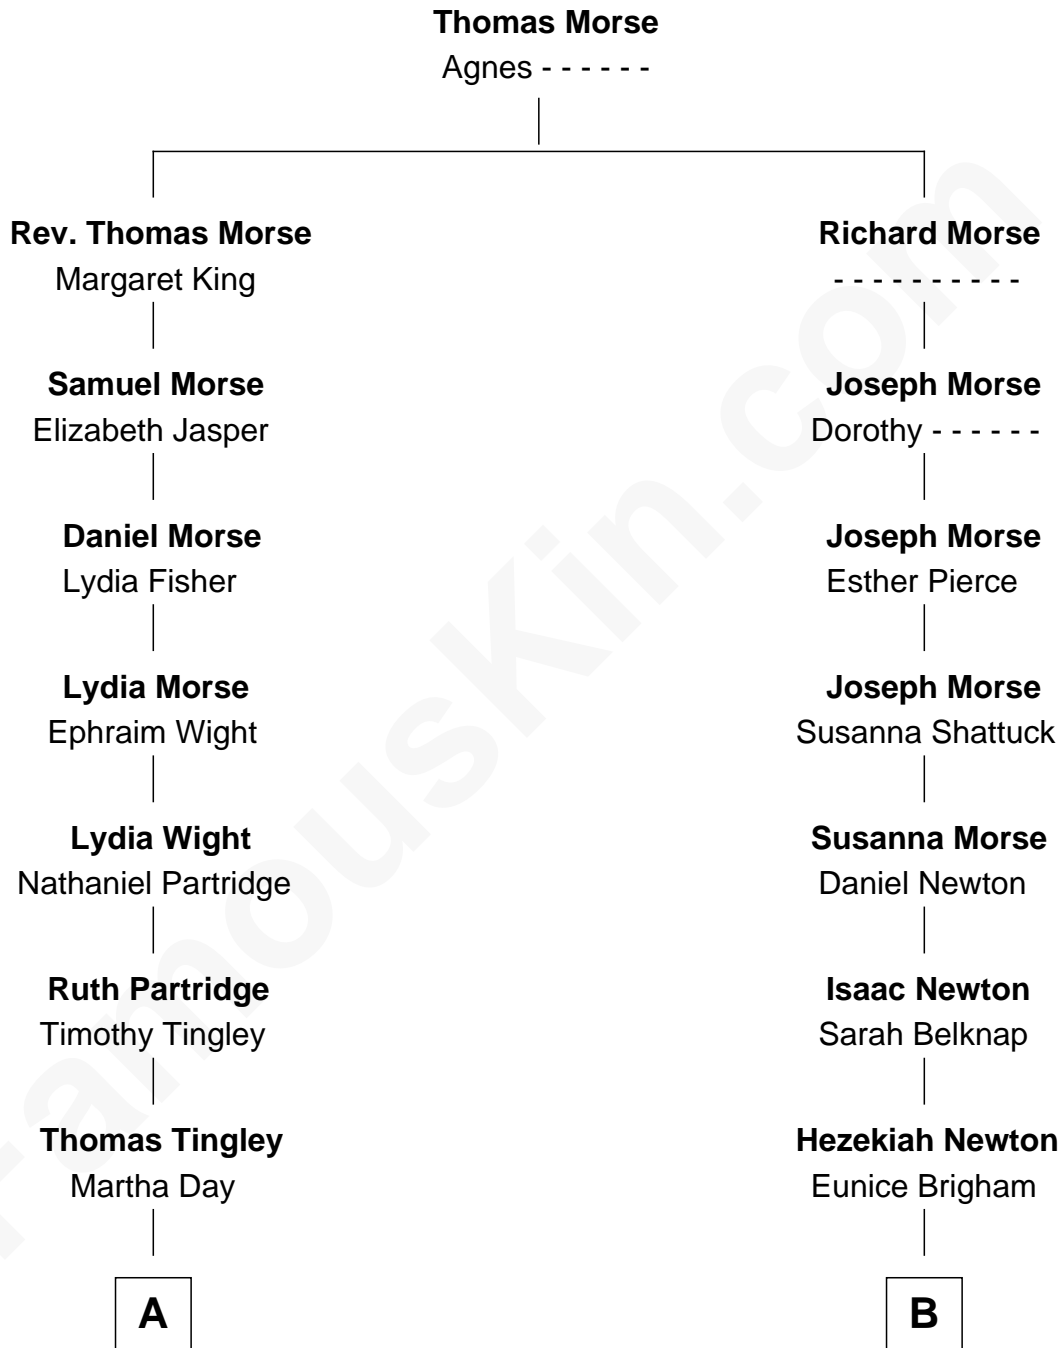 Thomas Morse
Agnes - - - - - -
Rev. Thomas Morse
Margaret King
Samuel Morse
Elizabeth Jasper
Daniel Morse
Lydia Fisher
Lydia Morse
Ephraim Wight
Lydia Wight
Nathaniel Partridge
Ruth Partridge
Timothy Tingley
Thomas Tingley
Martha Day
A
Richard Morse
- - - - - - - - - -
Joseph Morse
Dorothy - - - - - -
Joseph Morse
Esther Pierce
Joseph Morse
Susanna Shattuck
Susanna Morse
Daniel Newton
Isaac Newton
Sarah Belknap
Hezekiah Newton
Eunice Brigham
B
FamousKin.com